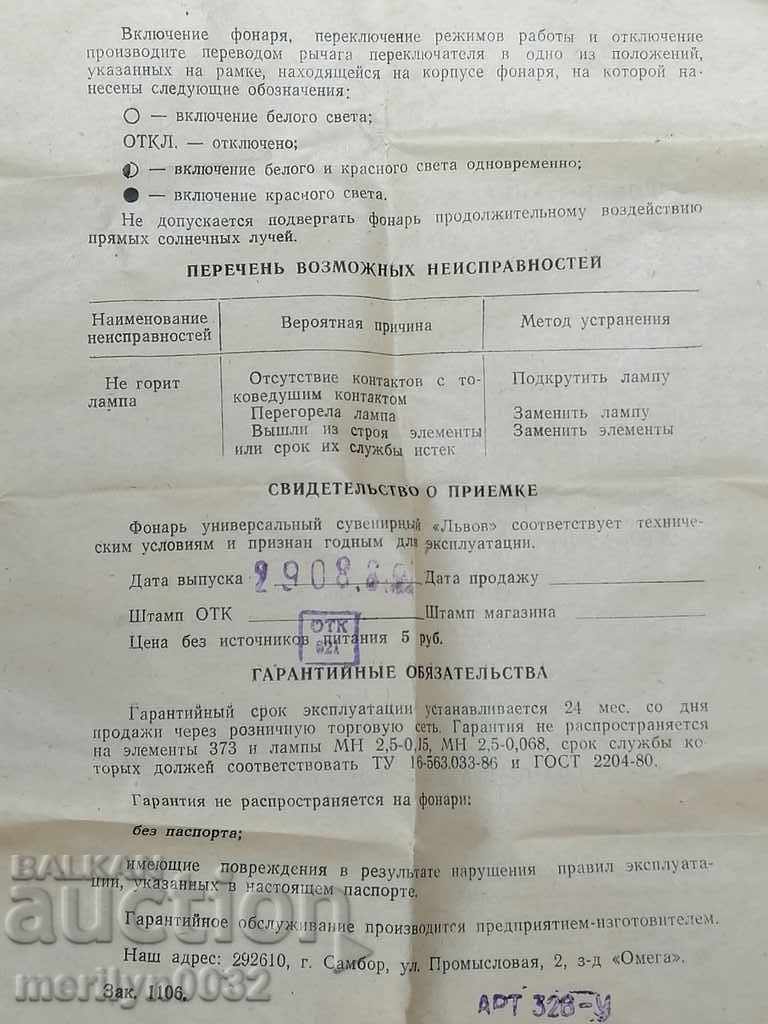 Включение фонаря, переключение режимов работы и отключение
производите переводом рычага переключателя в одно из положений,
указанных на рамке, находящейся на корпусе фонаря, на которой на-
несены следующие обозначения:
○ — включение белого света;
ОТКЛ. — отключено;
◐ — включение белого и красного света одновременно;
● — включение красного света.
Не допускается подвергать фонарь продолжительному воздействию
прямых солнечных лучей.
ПЕРЕЧЕНЬ ВОЗМОЖНЫХ НЕИСПРАВНОСТЕЙ
Наименование неисправностей | Вероятная причина | Метод устранения
Не горит лампа
Отсутствие контактов с то-
коведушим контактом
Подкрутить лампу
Перегорела лампа
Заменить лампу
Вышли из строя элементы
или срок их службы истек
Заменить элементы
СВИДЕТЕЛЬСТВО О ПРИЕМКЕ
Фонарь универсальный сувенирный «Львов» соответствует техниче-
ским условиям и признан годным для эксплуатации.
Дата выпуска Дата продажу
Штамп ОТК Штамп магазина
ОТК
Цена без источников питания 5 руб.
ГАРАНТИЙНЫЕ ОБЯЗАТЕЛЬСТВА
Гарантийный срок эксплуатации устанавливается 24 мес. со дня
продажи через розничную торговую сеть. Гарантия не распространяется
на элементы 373 и лампы МН 2,5-0,15, МН 2,5-0,068, срок службы ко
торых должей соответствовать ТУ 16-563.033-86 и ГОСТ 2204-80.
Гарантия не распространяется на фонари:
без паспорта;
имеющие повреждения в результате нарушения правил эксплуата-
ции, указанных в настоящем паспорте.
Гарантийное обслуживание производится предприятием-изготовителем.
Наш адрес: 292610, г. Самбор, ул. Промысловая, 2, з-д «Омега».
Зак. 1106.
АРТ 328-У
BALKAN
auction
merilyn0032